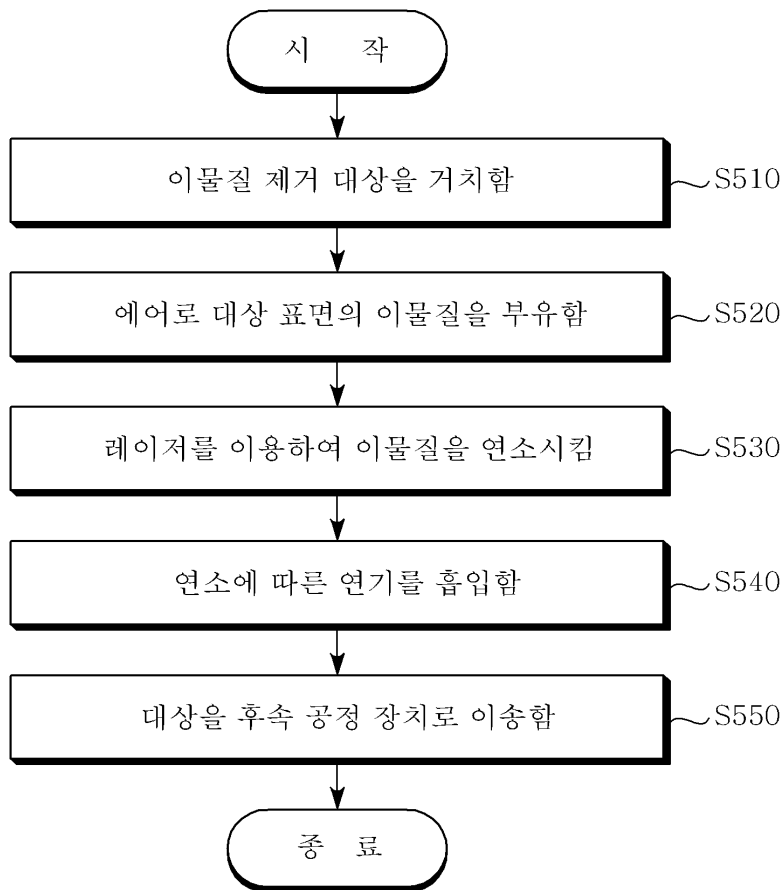 시 작
이물질 제거 대상을 거치함
S510
에어로 대상 표면의 이물질을 부유함
S520
레이저를 이용하여 이물질을 연소시킴
S530
연소에 따른 연기를 흡입함
S540
대상을 후속 공정 장치로 이송함
S550
종 료